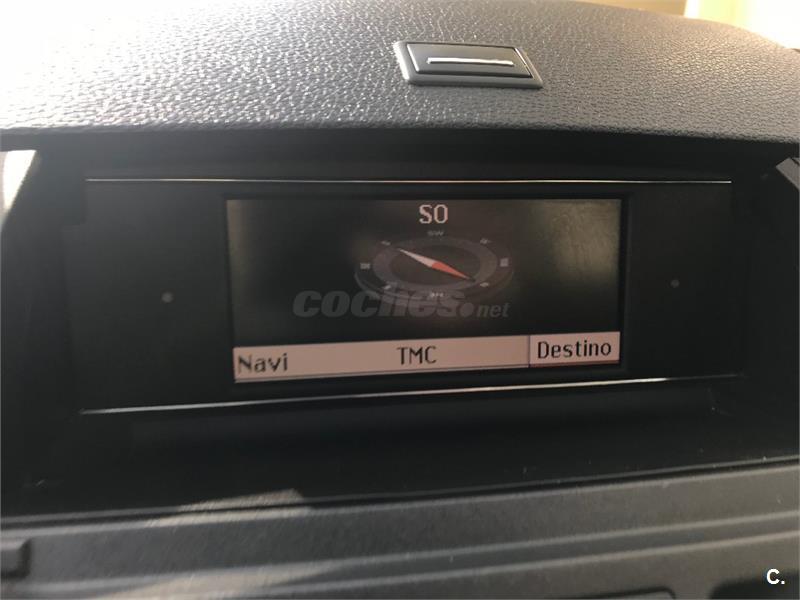 SO
SW
coches.net
Navi TMC Destino
C.